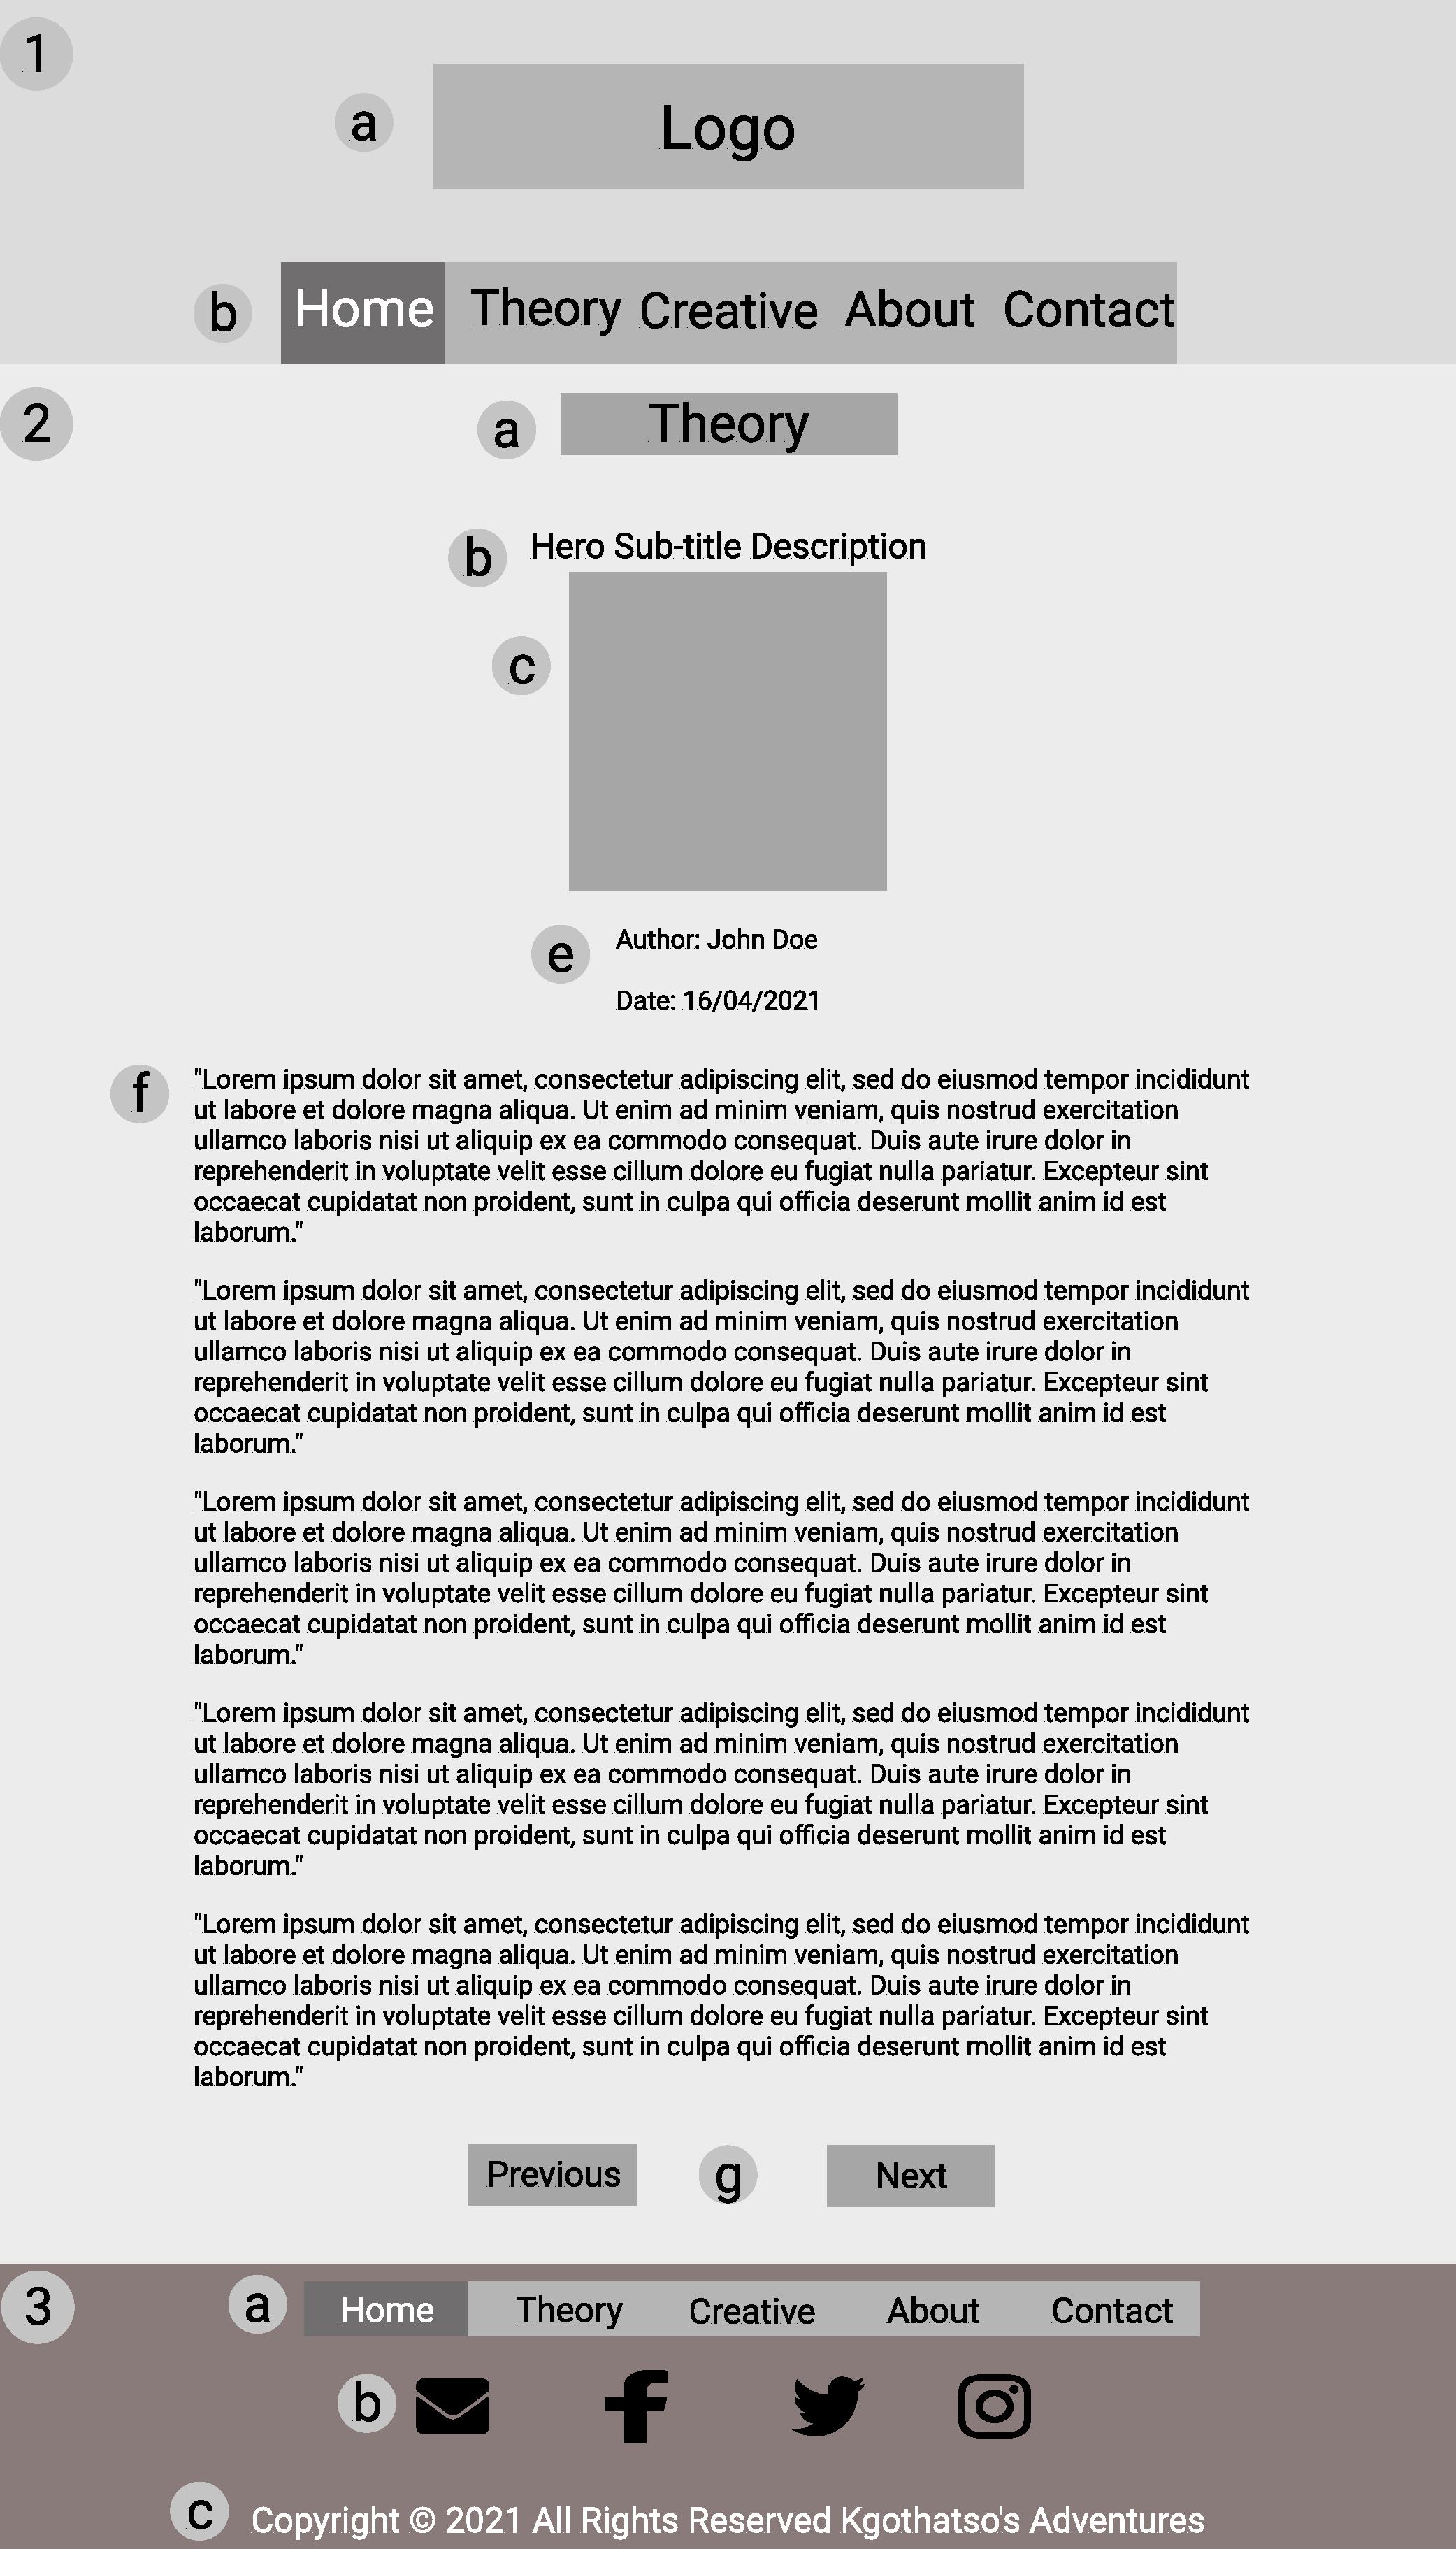 1
a
Logo
b
Home Theory Creative About Contact
2
a
Theory
b
Hero Sub-title Description
c
e
Author: John Doe
Date: 16/04/2021
f
"Lorem ipsum dolor sit amet, consectetur adipiscing elit, sed do eiusmod tempor incididunt
ut labore et dolore magna aliqua. Ut enim ad minim veniam, quis nostrud exercitation
ullamco laboris nisi ut aliquip ex ea commodo consequat. Duis aute irure dolor in
reprehenderit in voluptate velit esse cillum dolore eu fugiat nulla pariatur. Excepteur sint
occaecat cupidatat non proident, sunt in culpa qui officia deserunt mollit anim id est
laborum."
"Lorem ipsum dolor sit amet, consectetur adipiscing elit, sed do eiusmod tempor incididunt
ut labore et dolore magna aliqua. Ut enim ad minim veniam, quis nostrud exercitation
ullamco laboris nisi ut aliquip ex ea commodo consequat. Duis aute irure dolor in
reprehenderit in voluptate velit esse cillum dolore eu fugiat nulla pariatur. Excepteur sint
occaecat cupidatat non proident, sunt in culpa qui officia deserunt mollit anim id est
laborum."
"Lorem ipsum dolor sit amet, consectetur adipiscing elit, sed do eiusmod tempor incididunt
ut labore et dolore magna aliqua. Ut enim ad minim veniam, quis nostrud exercitation
ullamco laboris nisi ut aliquip ex ea commodo consequat. Duis aute irure dolor in
reprehenderit in voluptate velit esse cillum dolore eu fugiat nulla pariatur. Excepteur sint
occaecat cupidatat non proident, sunt in culpa qui officia deserunt mollit anim id est
laborum."
"Lorem ipsum dolor sit amet, consectetur adipiscing elit, sed do eiusmod tempor incididunt
ut labore et dolore magna aliqua. Ut enim ad minim veniam, quis nostrud exercitation
ullamco laboris nisi ut aliquip ex ea commodo consequat. Duis aute irure dolor in
reprehenderit in voluptate velit esse cillum dolore eu fugiat nulla pariatur. Excepteur sint
occaecat cupidatat non proident, sunt in culpa qui officia deserunt mollit anim id est
laborum."
"Lorem ipsum dolor sit amet, consectetur adipiscing elit, sed do eiusmod tempor incididunt
ut labore et dolore magna aliqua. Ut enim ad minim veniam, quis nostrud exercitation
ullamco laboris nisi ut aliquip ex ea commodo consequat. Duis aute irure dolor in
reprehenderit in voluptate velit esse cillum dolore eu fugiat nulla pariatur. Excepteur sint
occaecat cupidatat non proident, sunt in culpa qui officia deserunt mollit anim id est
laborum."
Previous g Next
3
a
Home Theory Creative About Contact
b
c
Copyright © 2021 All Rights Reserved Kgothatso's Adventures